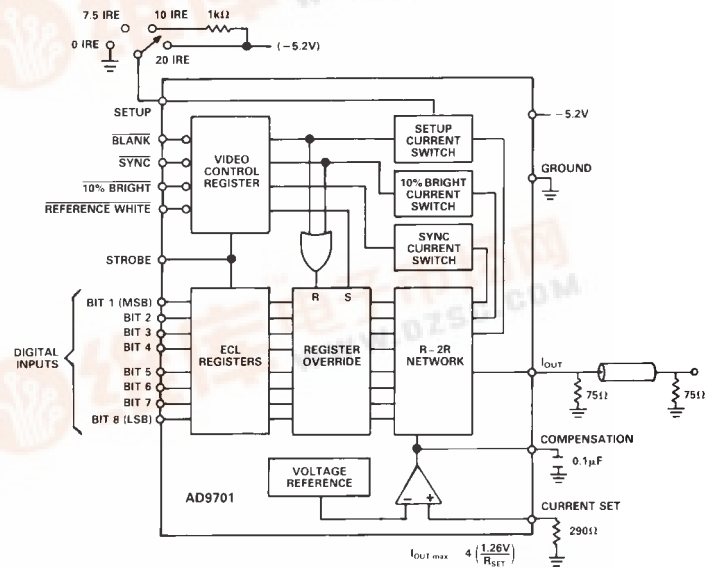 7.5 IRE
10 IRE
1kΩ
0 IRE
20 IRE
(−5.2V)
SETUP
BLANK
SYNC
10% BRIGHT
REFERENCE WHITE
STROBE
VIDEO
CONTROL
REGISTER
SETUP
CURRENT
SWITCH
10% BRIGHT
CURRENT
SWITCH
SYNC
CURRENT
SWITCH
−5.2V
GROUND
DIGITAL
INPUTS
BIT 1 (MSB)
BIT 2
BIT 3
BIT 4
BIT 5
BIT 6
BIT 7
BIT 8 (LSB)
ECL
REGISTERS
R S
REGISTER
OVERRIDE
R−2R
NETWORK
IOUT
75Ω
75Ω
COMPENSATION
0.1µF
VOLTAGE
REFERENCE
− +
CURRENT SET
290Ω
AD9701
IOUT max 4 (1.26V / RSET)